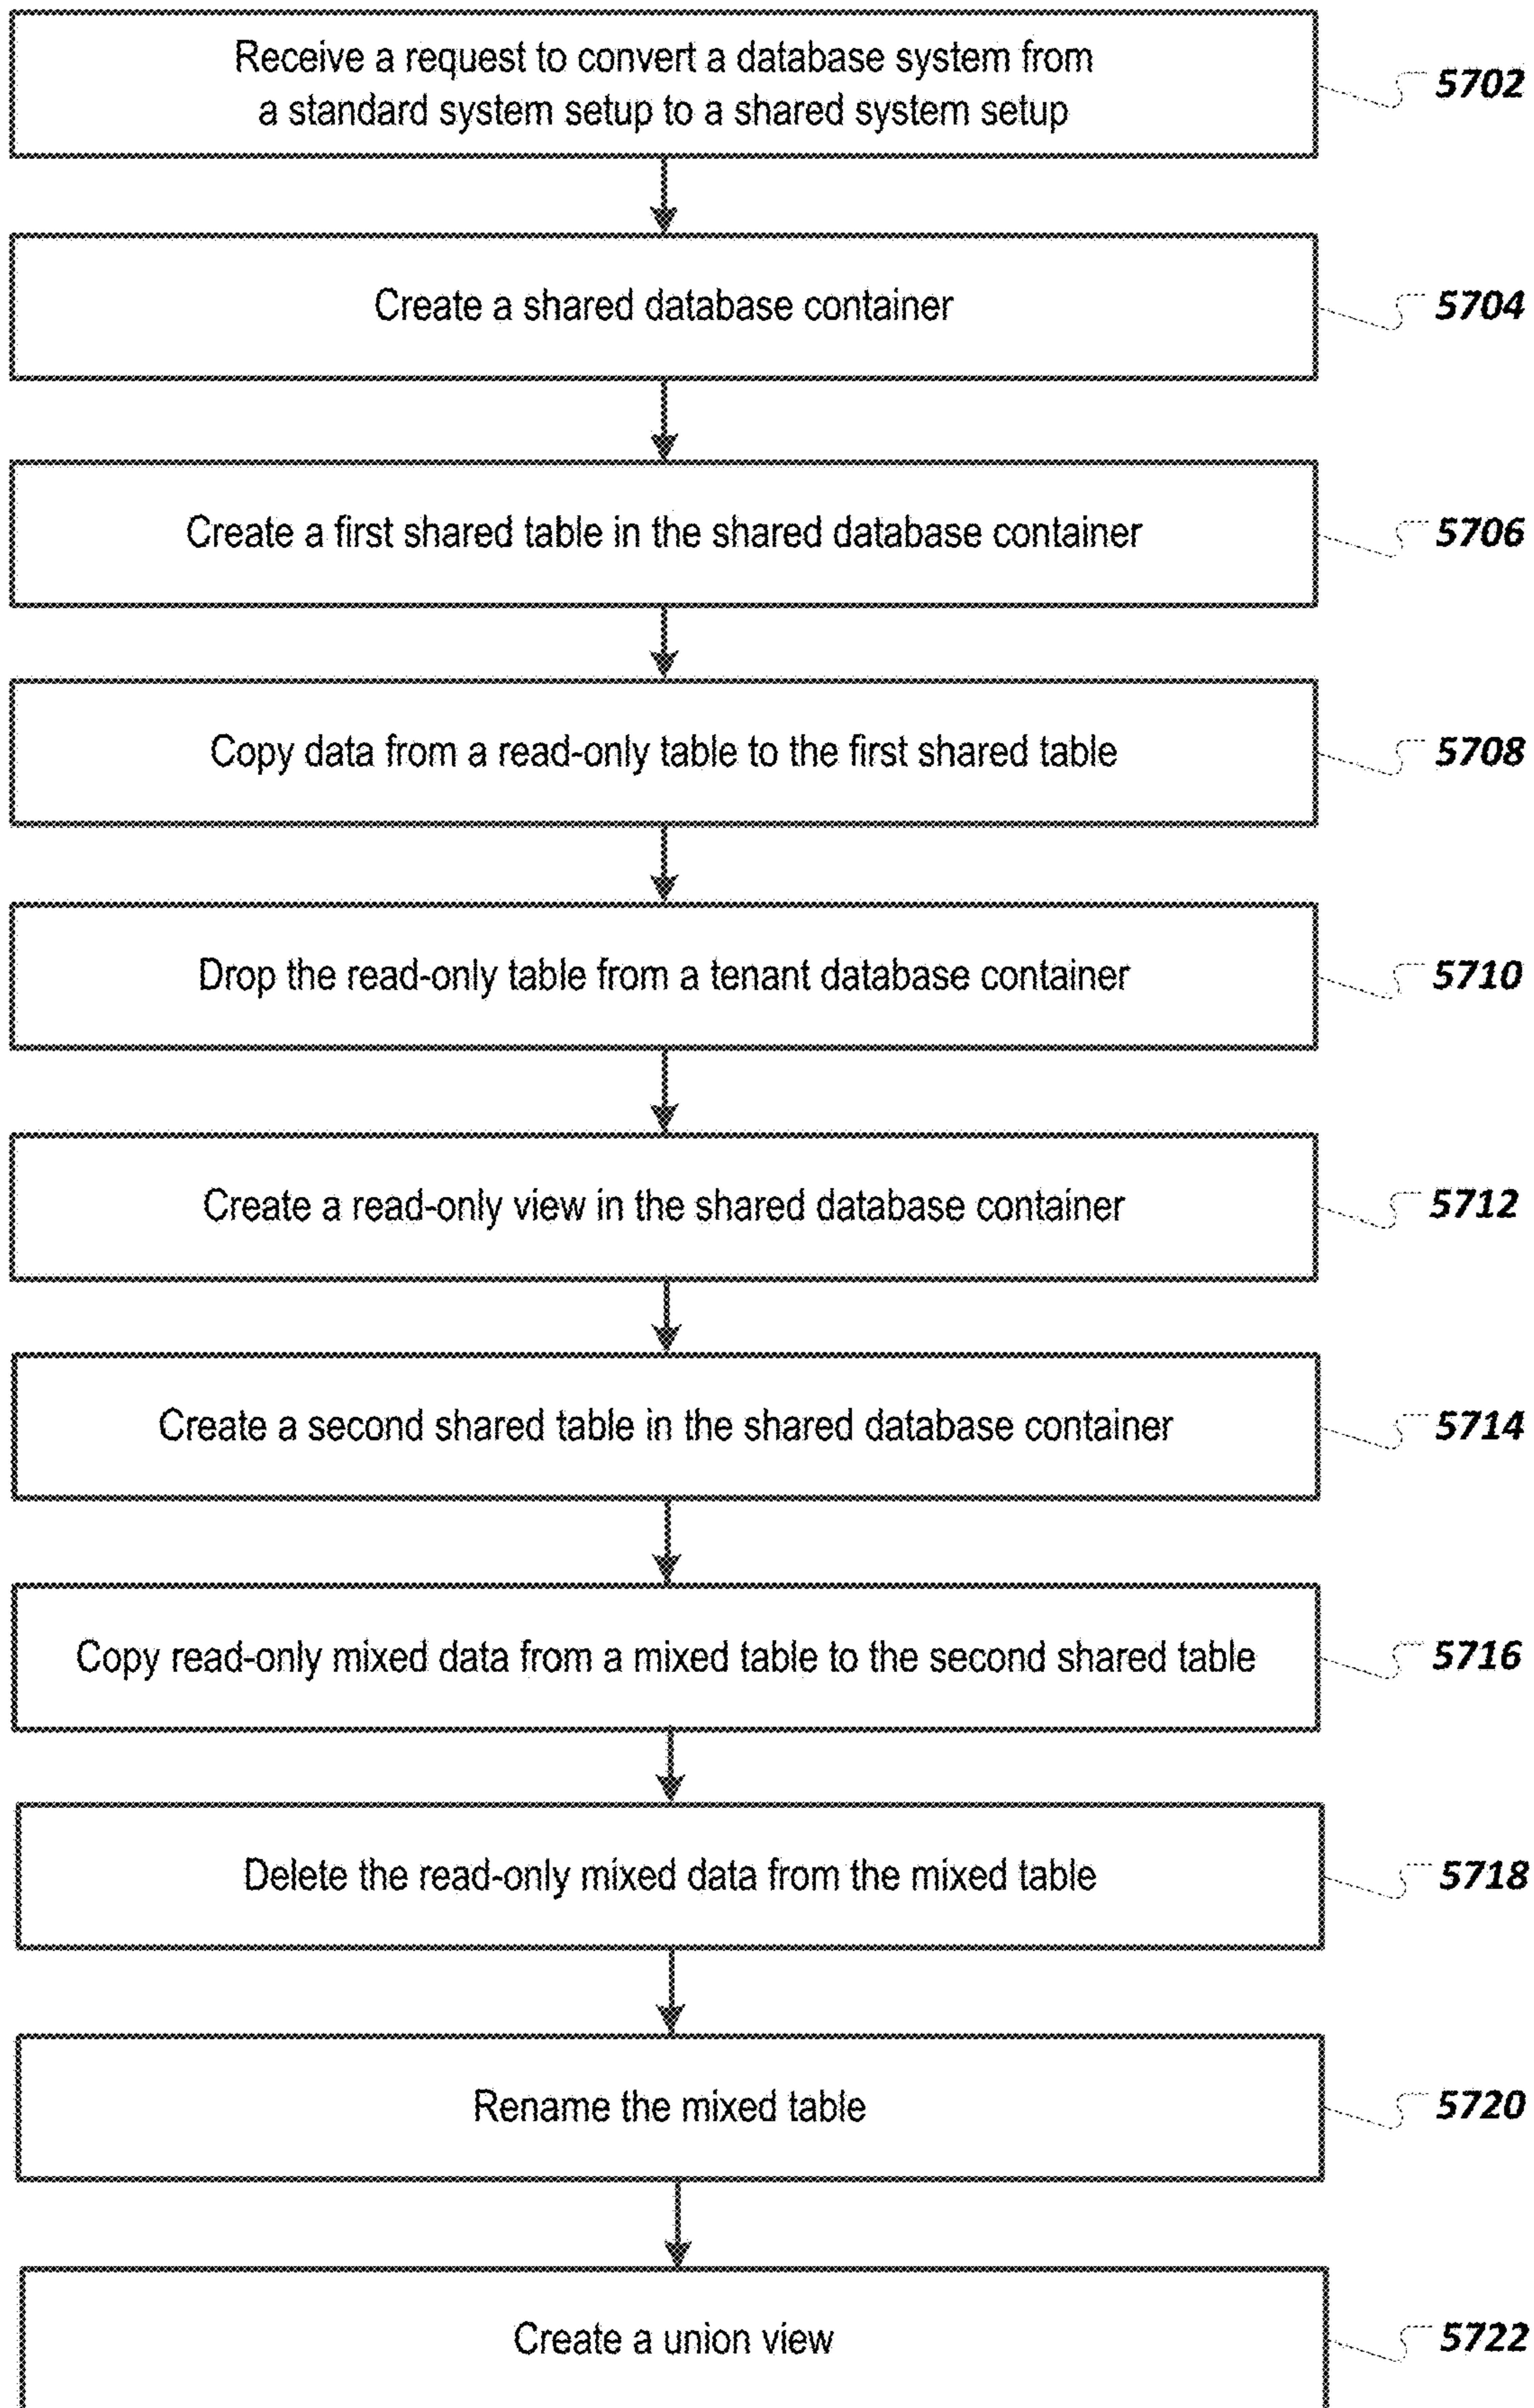 Receive a request to convert a database system from
a standard system setup to a shared system setup
5702
Create a shared database container
5704
Create a first shared table in the shared database container
5706
Copy data from a read-only table to the first shared table
5708
Drop the read-only table from a tenant database container
5710
Create a read-only view in the shared database container
5712
Create a second shared table in the shared database container
5714
Copy read-only mixed data from a mixed table to the second shared table
5716
Delete the read-only mixed data from the mixed table
5718
Rename the mixed table
5720
Create a union view
5722